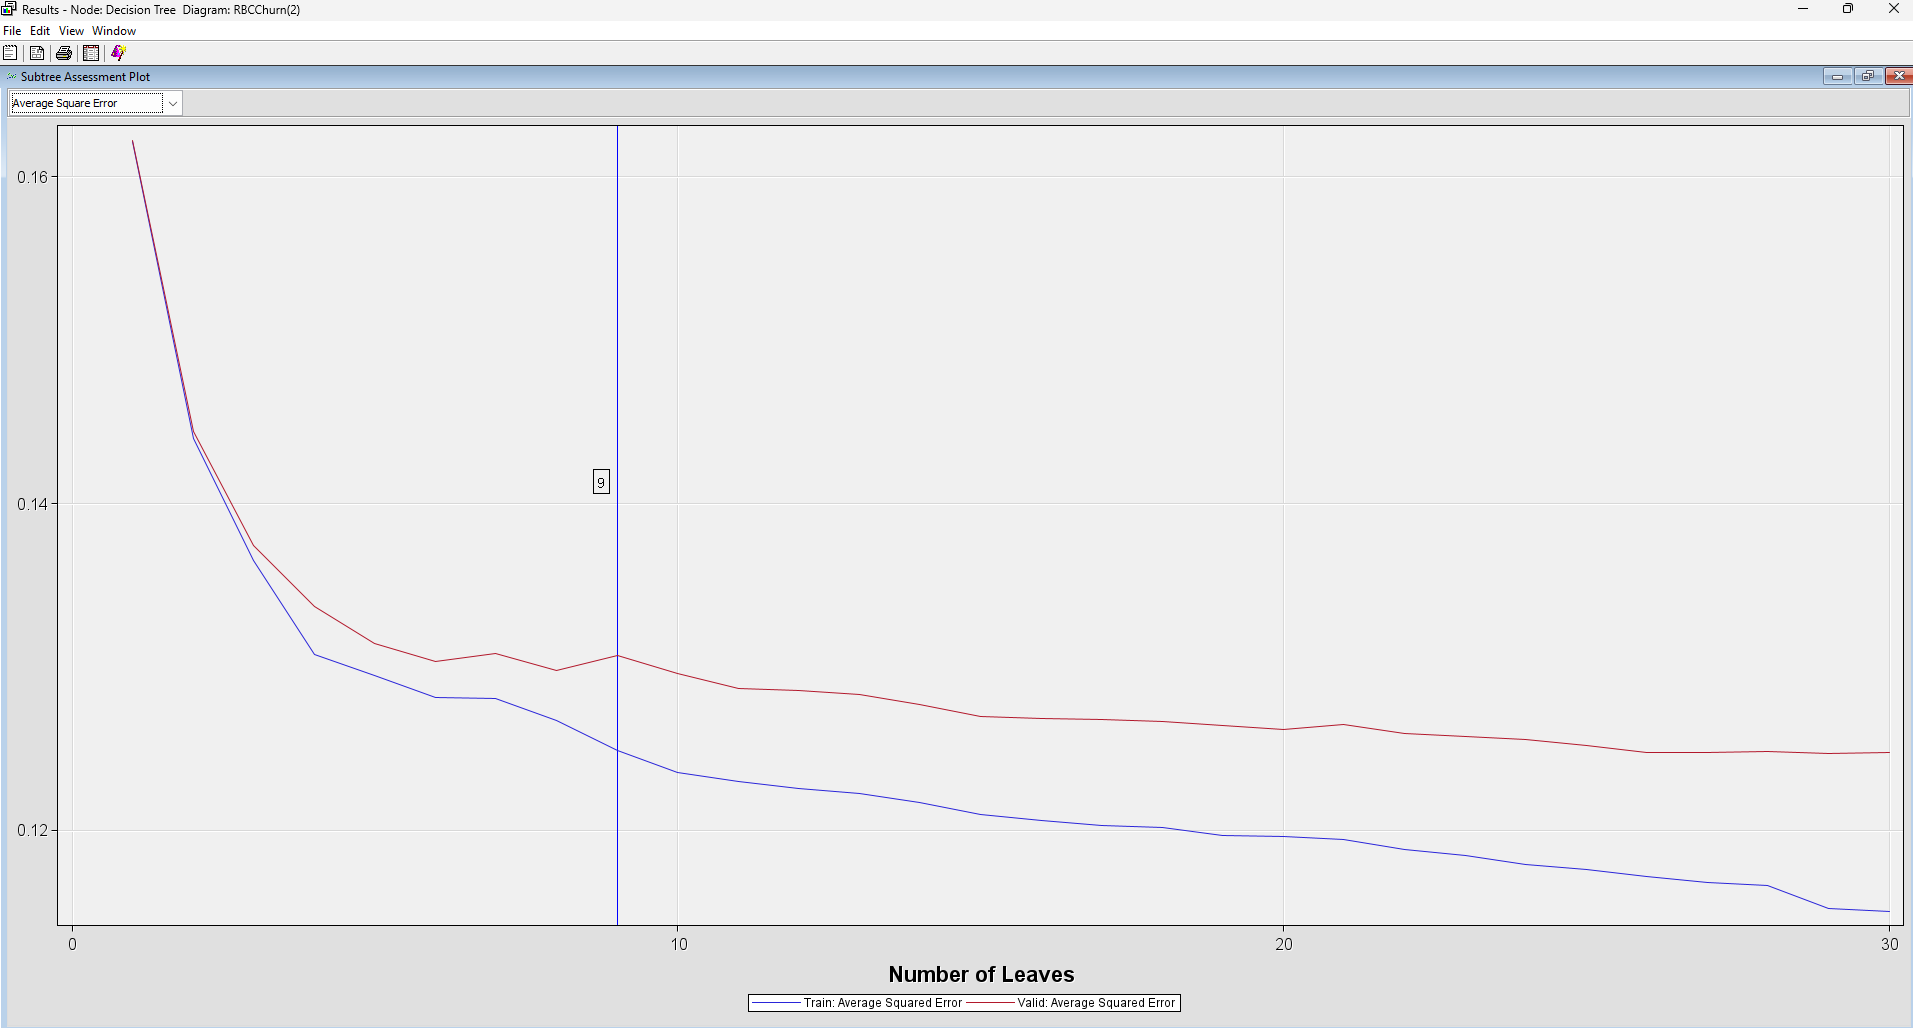 Results - Node: Decision Tree  Diagram: RBCChurn(2)
File Edit View Window
Subtree Assessment Plot
Average Square Error
0.16
0.14
9
0.12
0 10 20 30
Number of Leaves
Train: Average Squared Error Valid: Average Squared Error